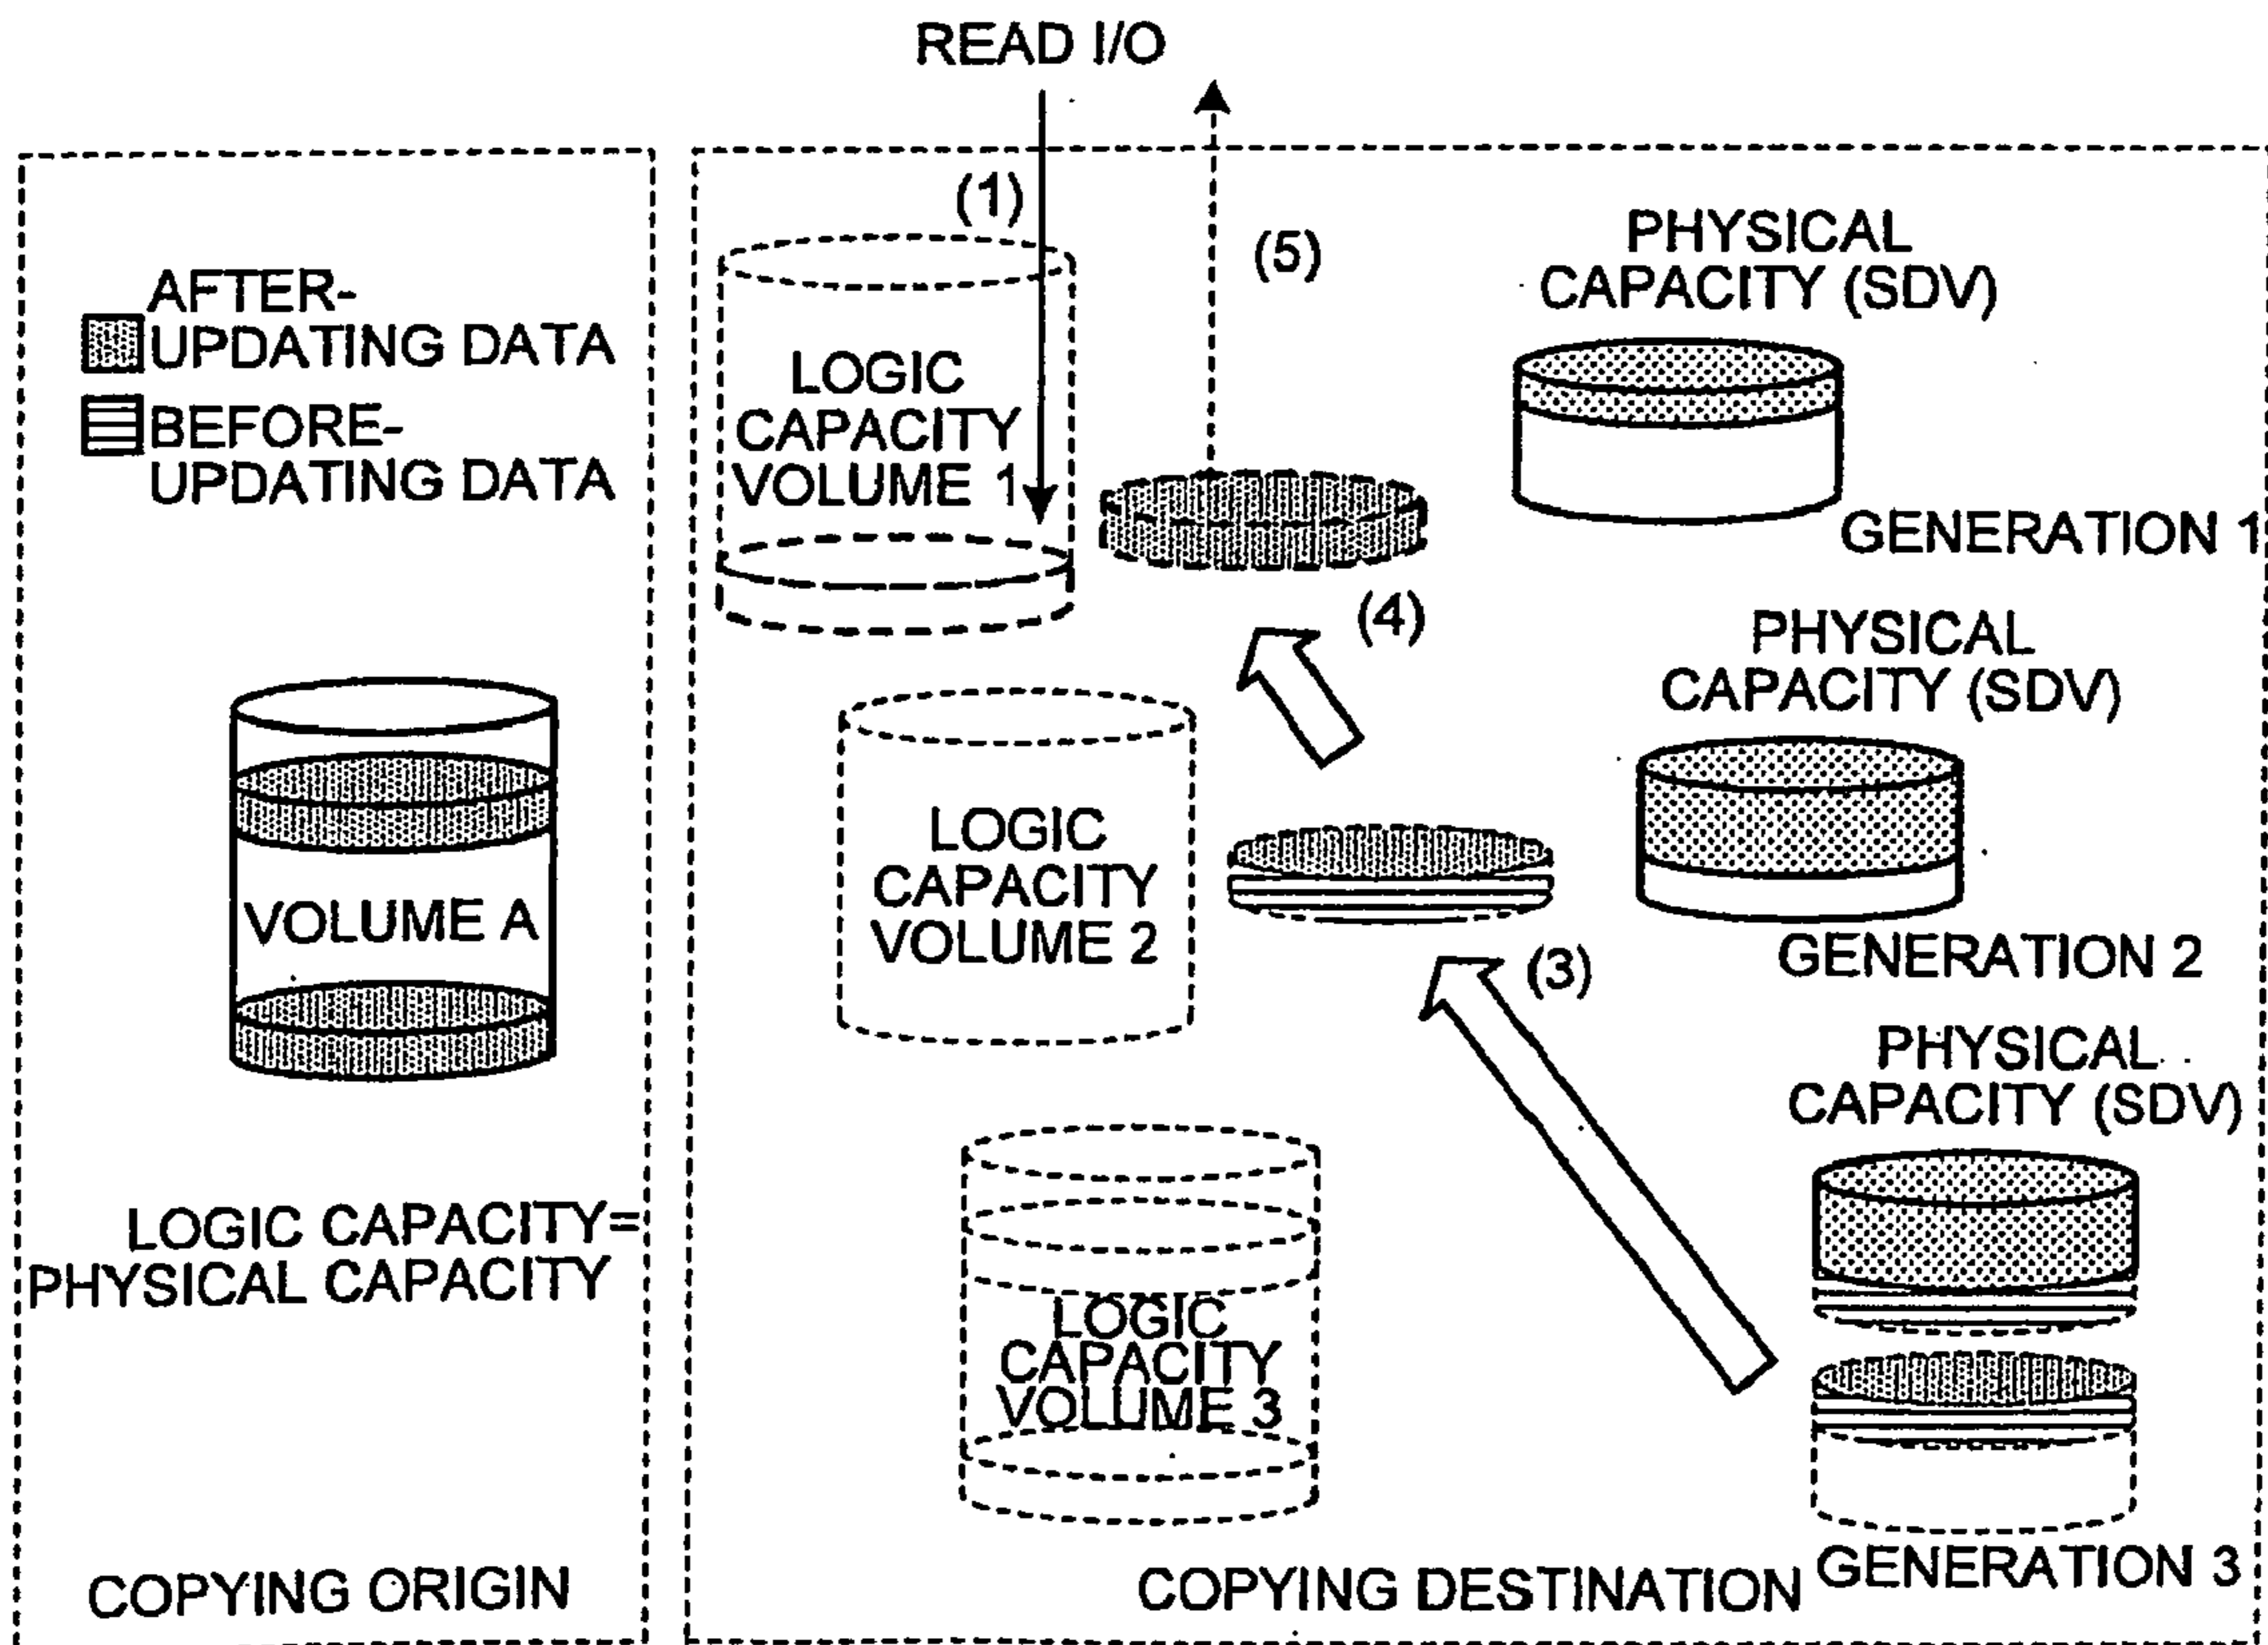 READ I/O
(1)
(5)
AFTER-
UPDATING DATA
BEFORE-
UPDATING DATA
VOLUME A
LOGIC CAPACITY=
PHYSICAL CAPACITY
COPYING ORIGIN
LOGIC
CAPACITY
VOLUME 1
PHYSICAL
CAPACITY (SDV)
GENERATION 1
(4)
LOGIC
CAPACITY
VOLUME 2
PHYSICAL
CAPACITY (SDV)
GENERATION 2
(3)
LOGIC
CAPACITY
VOLUME 3
PHYSICAL
CAPACITY (SDV)
GENERATION 3
COPYING DESTINATION